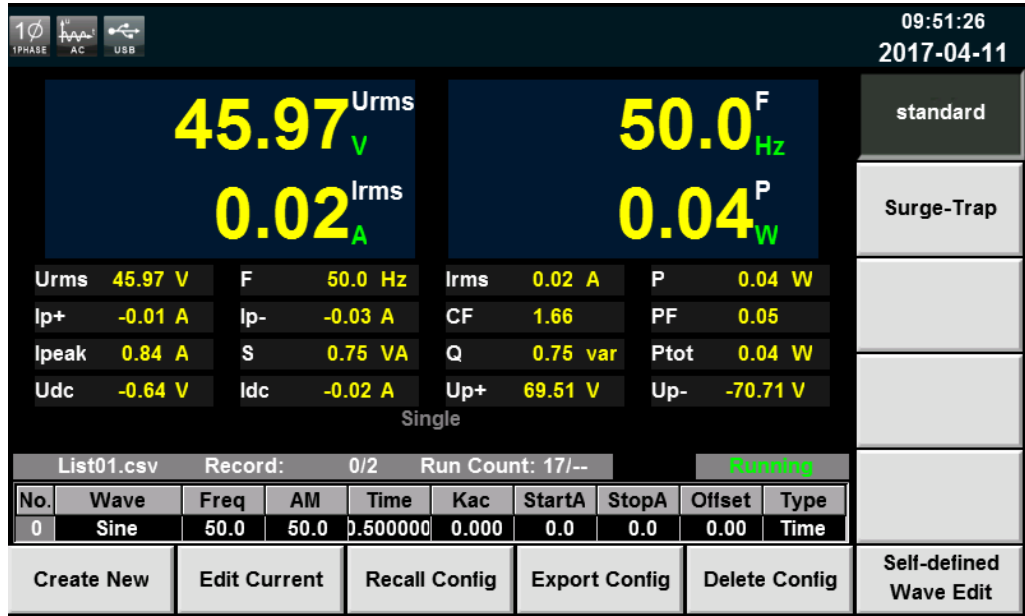 1Ø
1PHASE
U
AC
USB
09:51:26
2017-04-11
45.97 Urms V
50.0 F Hz
0.02 Irms A
0.04 P W
standard
Surge-Trap
Urms 45.97 V F 50.0 Hz Irms 0.02 A P 0.04 W
Ip+ -0.01 A Ip- -0.03 A CF 1.66 PF 0.05
Ipeak 0.84 A S 0.75 VA Q 0.75 var Ptot 0.04 W
Udc -0.64 V Idc -0.02 A Up+ 69.51 V Up- -70.71 V
Single
List01.csv Record: 0/2 Run Count: 17/-- Running
No. Wave Freq AM Time Kac StartA StopA Offset Type
0 Sine 50.0 50.0 0.500000 0.000 0.0 0.0 0.00 Time
Create New Edit Current Recall Config Export Config Delete Config
Self-defined
Wave Edit